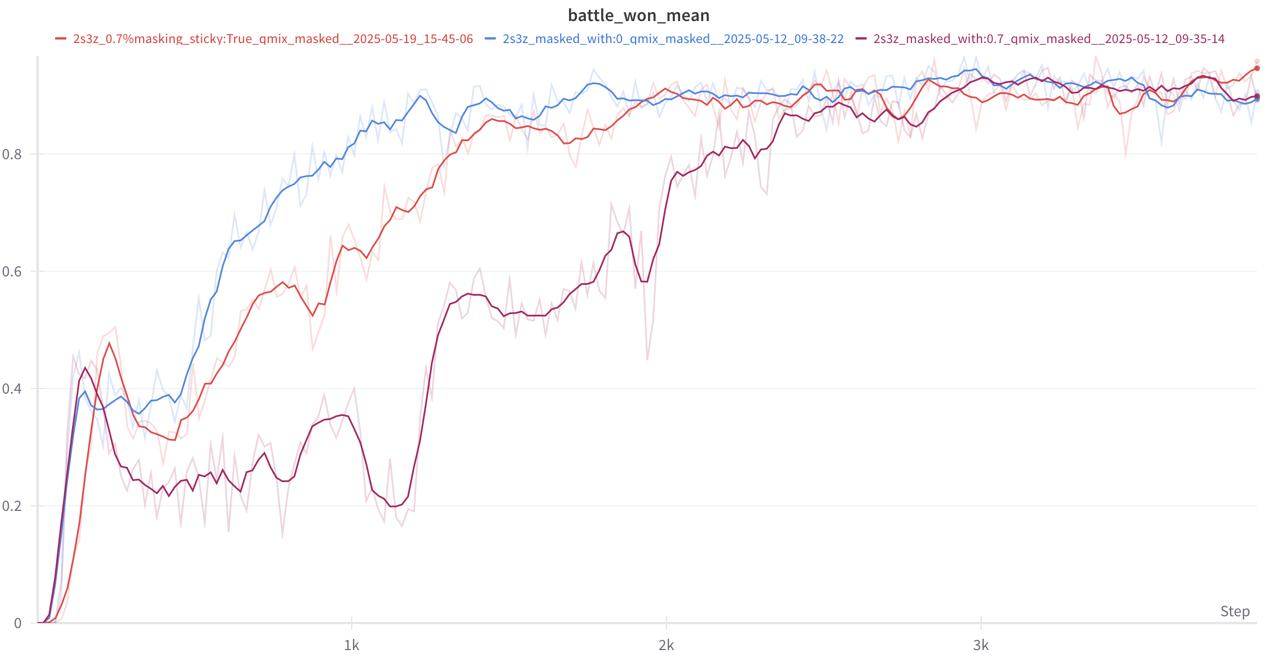 battle_won_mean
2s3z_0.7%masking_sticky:True_qmix_masked__2025-05-19_15-45-06 2s3z_masked_with:0_qmix_masked__2025-05-12_09-38-22 2s3z_masked_with:0.7_qmix_masked__2025-05-12_09-35-14
0.8
0.6
0.4
0.2
0
Step
1k 2k 3k